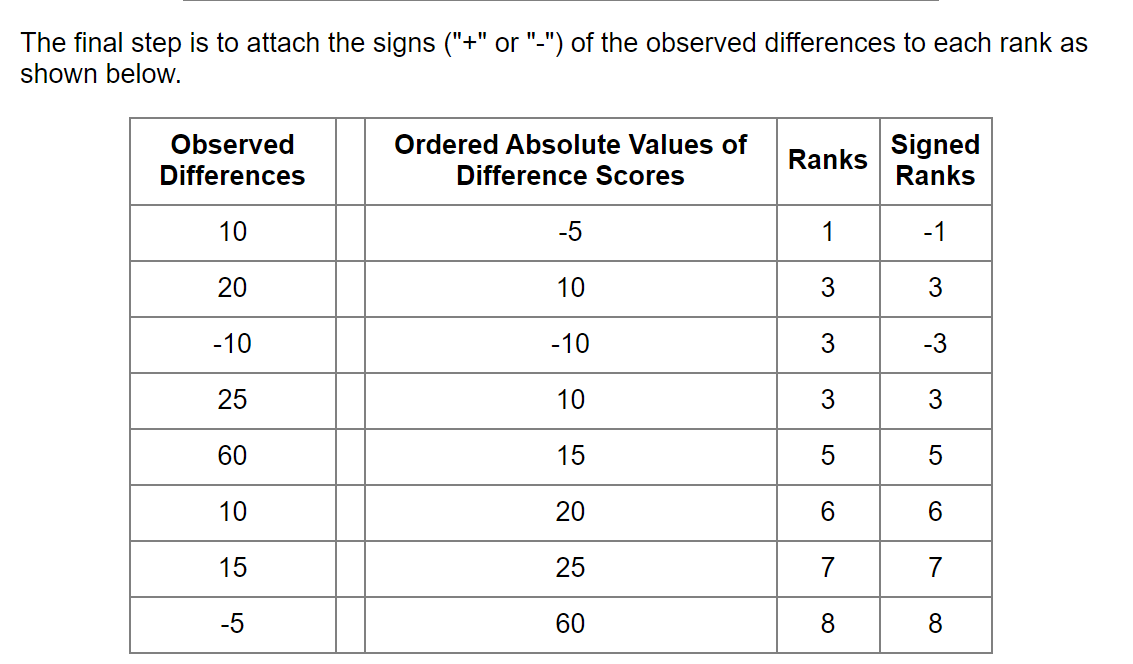 The final step is to attach the signs ("+" or "-") of the observed differences to each rank as
shown below.
Observed
Differences
Ordered Absolute Values of
Difference Scores
Ranks
Signed
Ranks
10 -5 1 -1
20 10 3 3
-10 -10 3 -3
25 10 3 3
60 15 5 5
10 20 6 6
15 25 7 7
-5 60 8 8